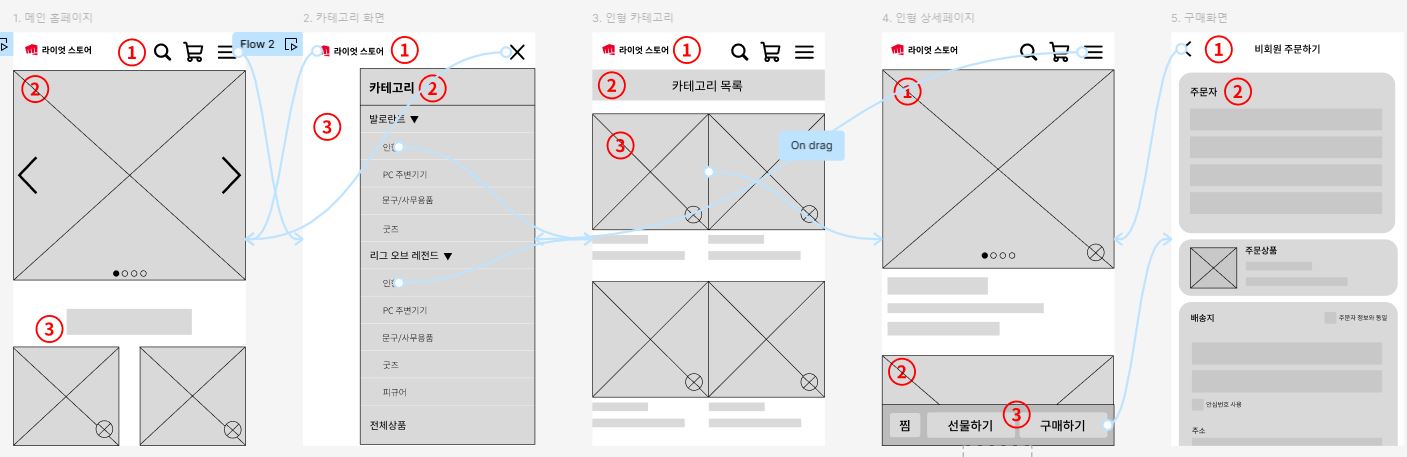 1. 메인 홈페이지
라이엇 스토어
1
Flow 2
2
3
2. 카테고리 화면
라이엇 스토어
1
카테고리
2
3
발로란트 ▼
인형
PC 주변기기
문구/사무용품
굿즈
리그 오브 레전드 ▼
인형
PC 주변기기
문구/사무용품
굿즈
피규어
전체상품
3. 인형 카테고리
라이엇 스토어
1
2
카테고리 목록
3
On drag
4. 인형 상세페이지
라이엇 스토어
1
2
3
찜
선물하기
구매하기
5. 구매화면
1
비회원 주문하기
주문자
2
주문상품
배송지
주문자 정보와 동일
안심번호 사용
주소